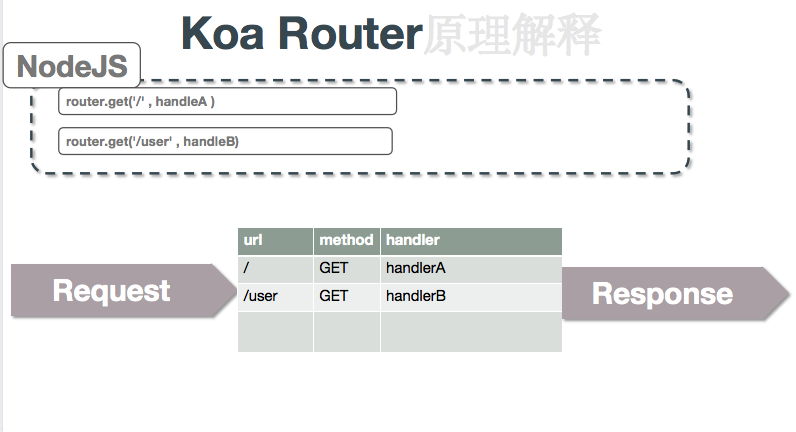 Koa Router原理解释
NodeJS
router.get('/' , handleA )
router.get('/user' , handleB)
url method handler
/ GET handlerA
/user GET handlerB
Request
Response